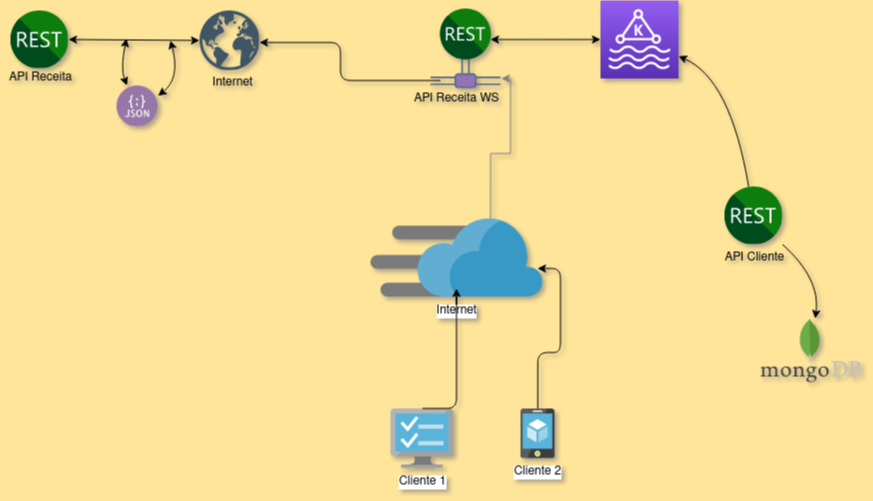 REST
API Receita
{;}
JSON
Internet
REST
API Receita WS
K
REST
API Cliente
mongoDB
Internet
Cliente 1
Cliente 2